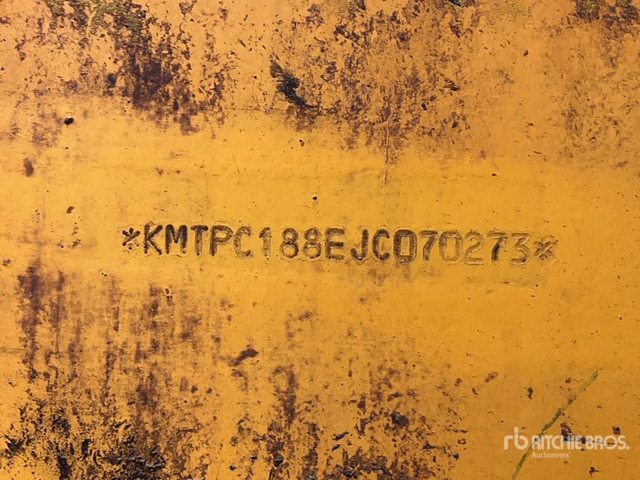 *KMTPC188EJC070273*
rb RITCHIE BROS.
Auctioneers